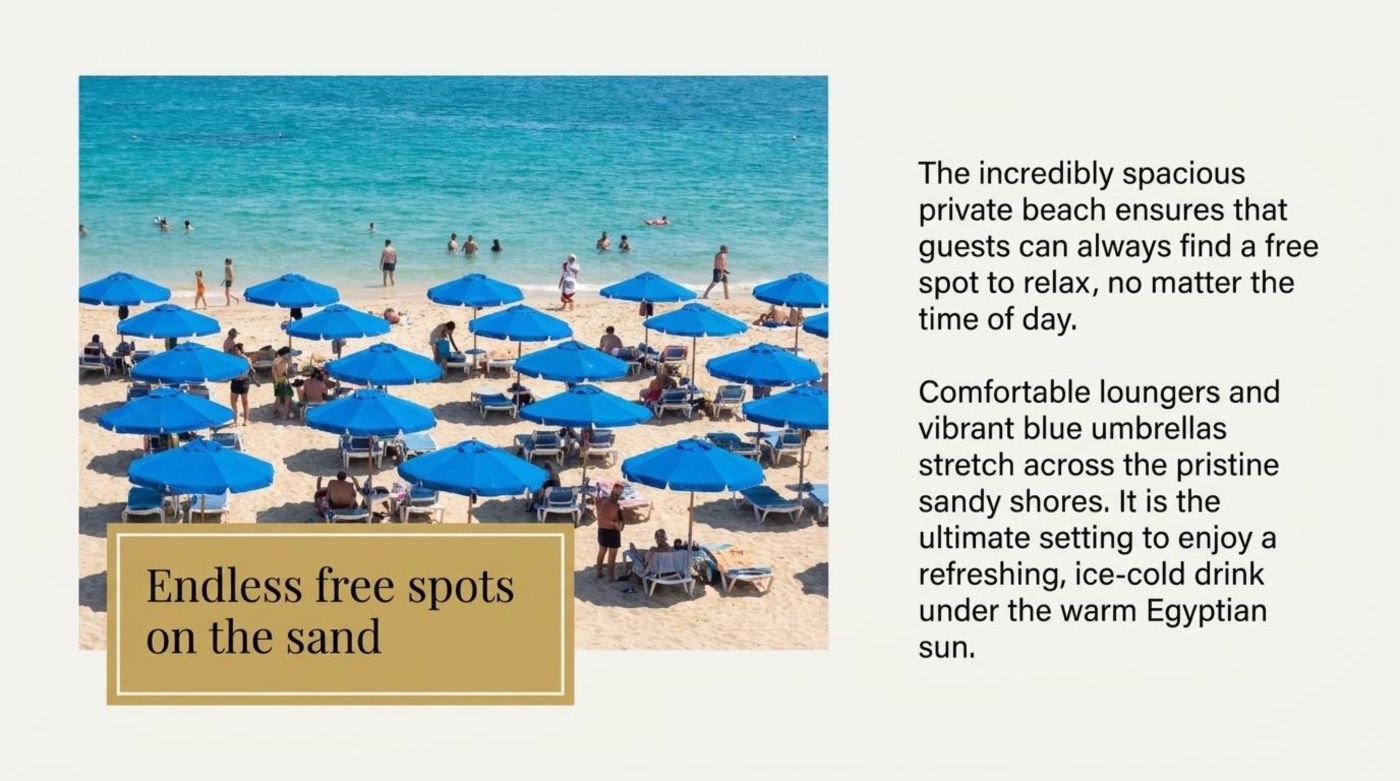 Endless free spots
on the sand
The incredibly spacious
private beach ensures that
guests can always find a free
spot to relax, no matter the
time of day.
Comfortable loungers and
vibrant blue umbrellas
stretch across the pristine
sandy shores. It is the
ultimate setting to enjoy a
refreshing, ice-cold drink
under the warm Egyptian
sun.